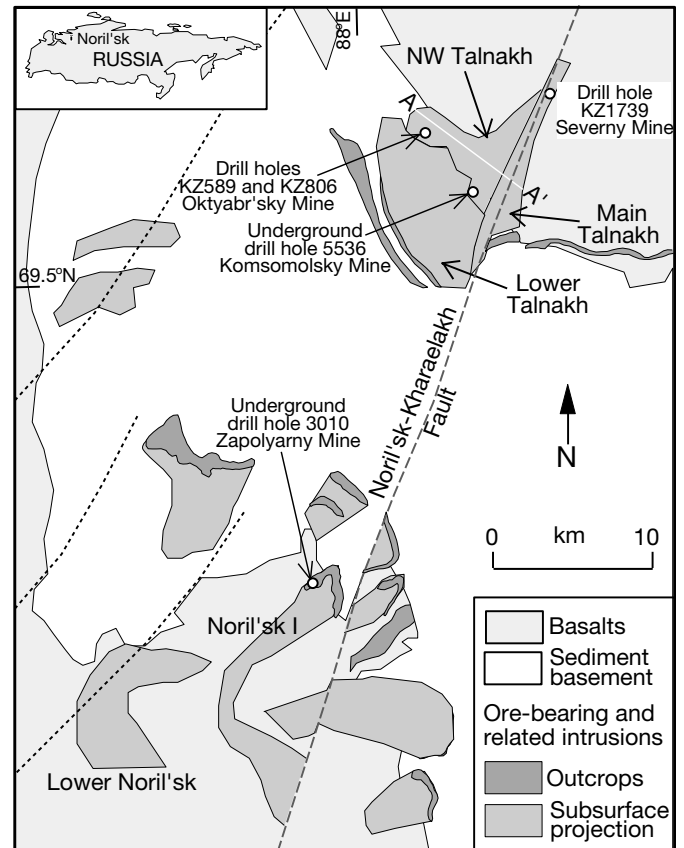 Noril'sk
RUSSIA
88ºE
NW Talnakh
A
Drill hole
KZ1739
Severny Mine
Drill holes
KZ589 and KZ806
Oktyabr'sky Mine
A'
Underground
drill hole 5536
Komsomolsky Mine
Main
Talnakh
69.5ºN
Lower
Talnakh
Noril'sk-Kharaelakh
Fault
Underground
drill hole 3010
Zapolyarny Mine
N
0 km 10
Noril'sk I
Lower Noril'sk
Basalts
Sediment
basement
Ore-bearing and
related intrusions
Outcrops
Subsurface
projection